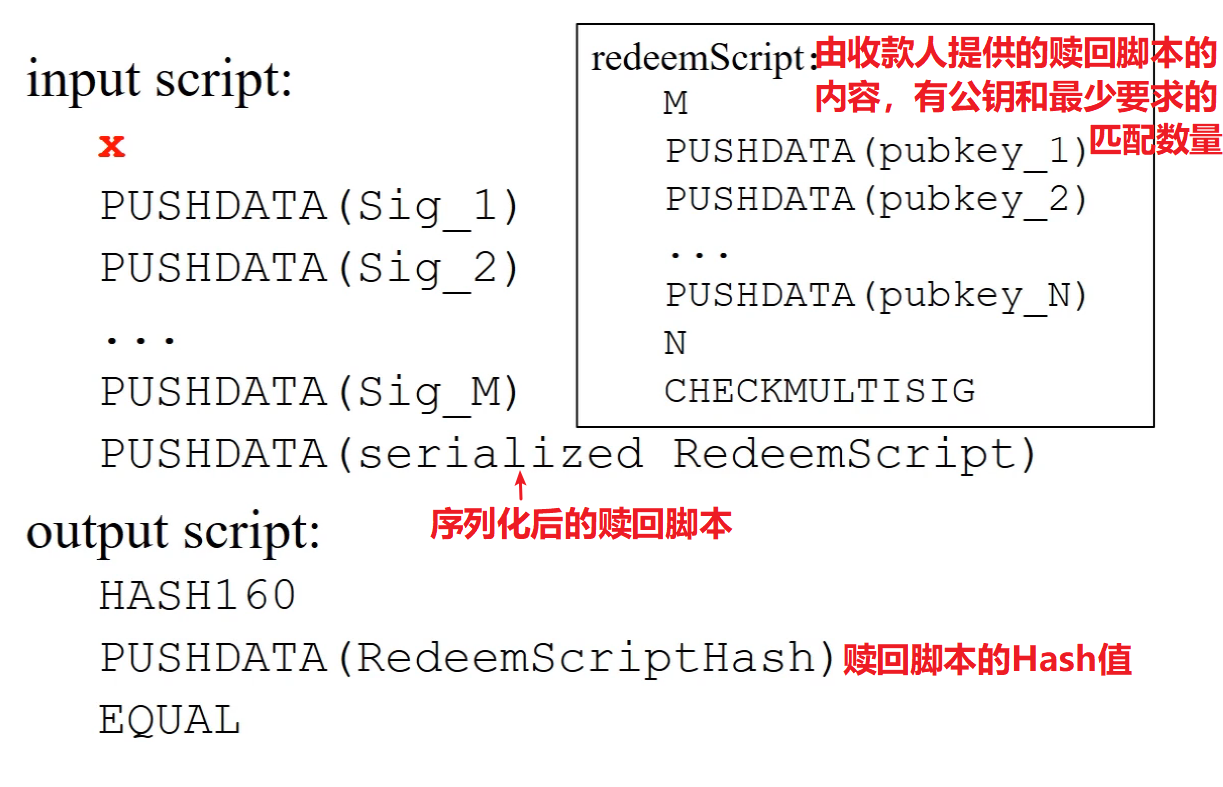 input script:
x
PUSHDATA(Sig_1)
PUSHDATA(Sig_2)
...
PUSHDATA(Sig_M)
PUSHDATA(serialized RedeemScript)
序列化后的赎回脚本
redeemScript:由收款人提供的赎回脚本的
内容，有公钥和最少要求的
匹配数量
M
PUSHDATA(pubkey_1)
PUSHDATA(pubkey_2)
...
PUSHDATA(pubkey_N)
N
CHECKMULTISIG
output script:
HASH160
PUSHDATA(RedeemScriptHash)赎回脚本的Hash值
EQUAL